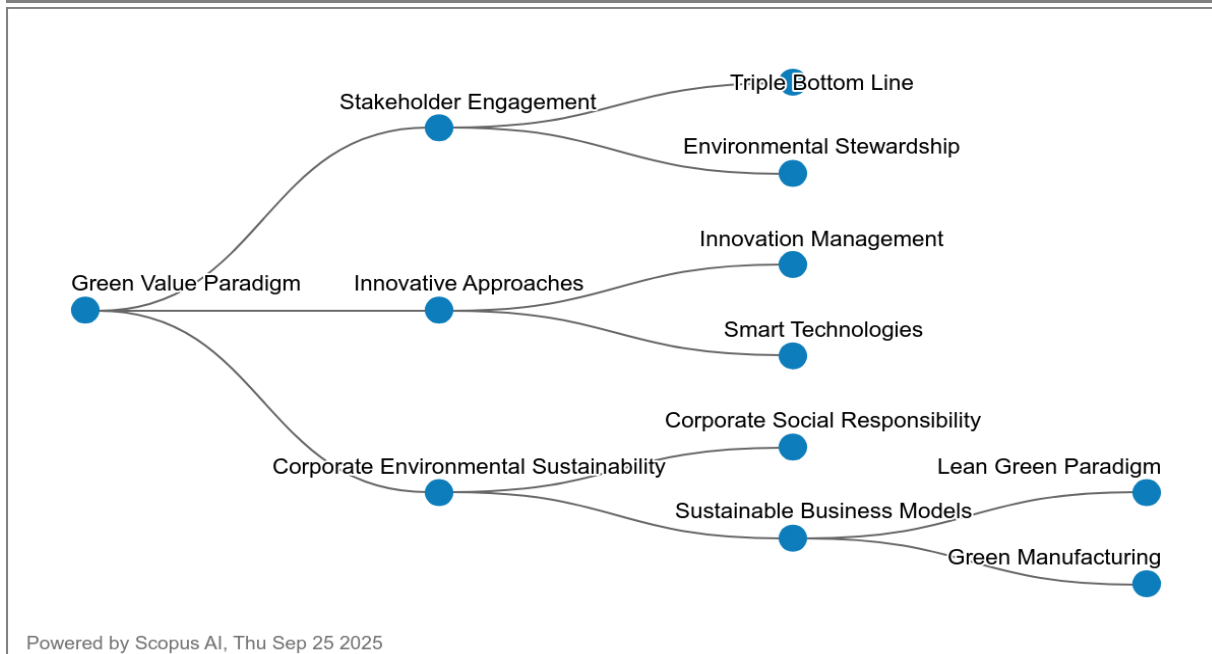 Triple Bottom Line
Stakeholder Engagement
Environmental Stewardship
Innovation Management
Green Value Paradigm
Innovative Approaches
Smart Technologies
Corporate Social Responsibility
Corporate Environmental Sustainability
Lean Green Paradigm
Sustainable Business Models
Green Manufacturing
Powered by Scopus AI, Thu Sep 25 2025